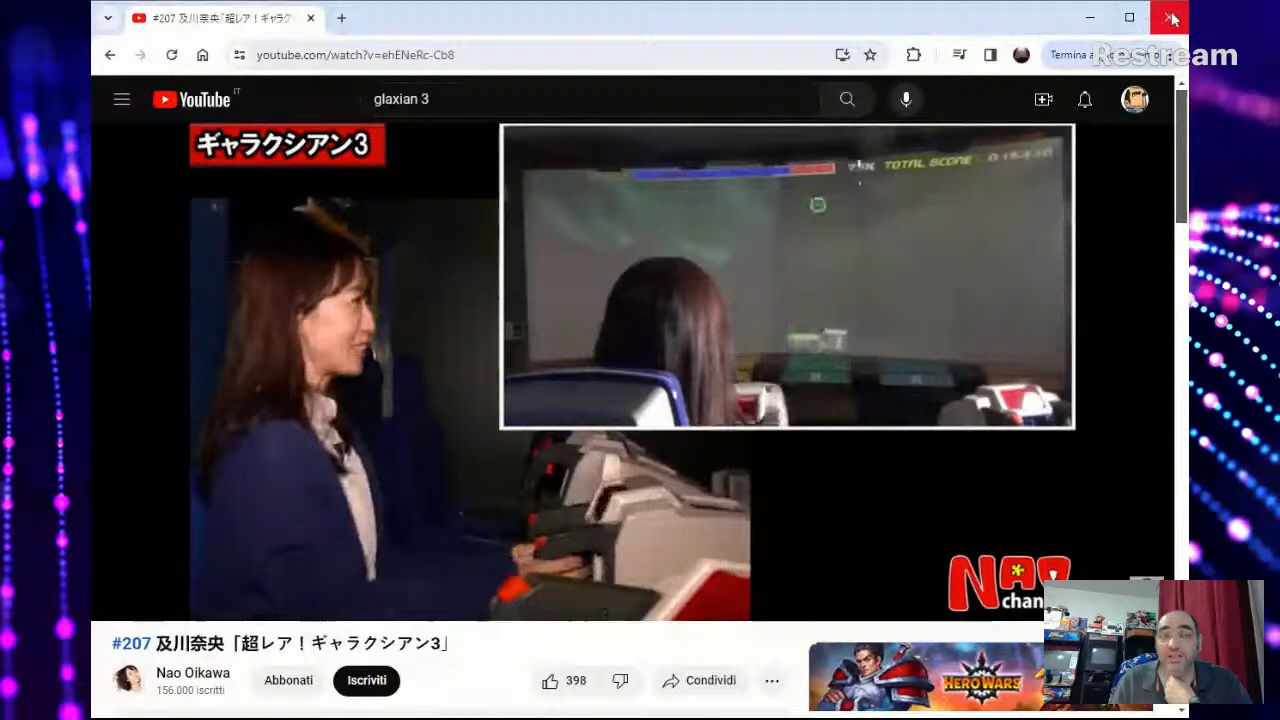 #207 及川奈央「超レア！ギャラク
youtube.com/watch?v=ehENeRc-Cb8
Termina a
Restream
YouTube IT
glaxian 3
ギャラクシアン3
TOTAL SCORE
NAO
chan
#207 及川奈央「超レア！ギャラクシアン3」
Nao Oikawa
156.000 iscritti
Abbonati
Iscriviti
398
Condividi
HERO WARS